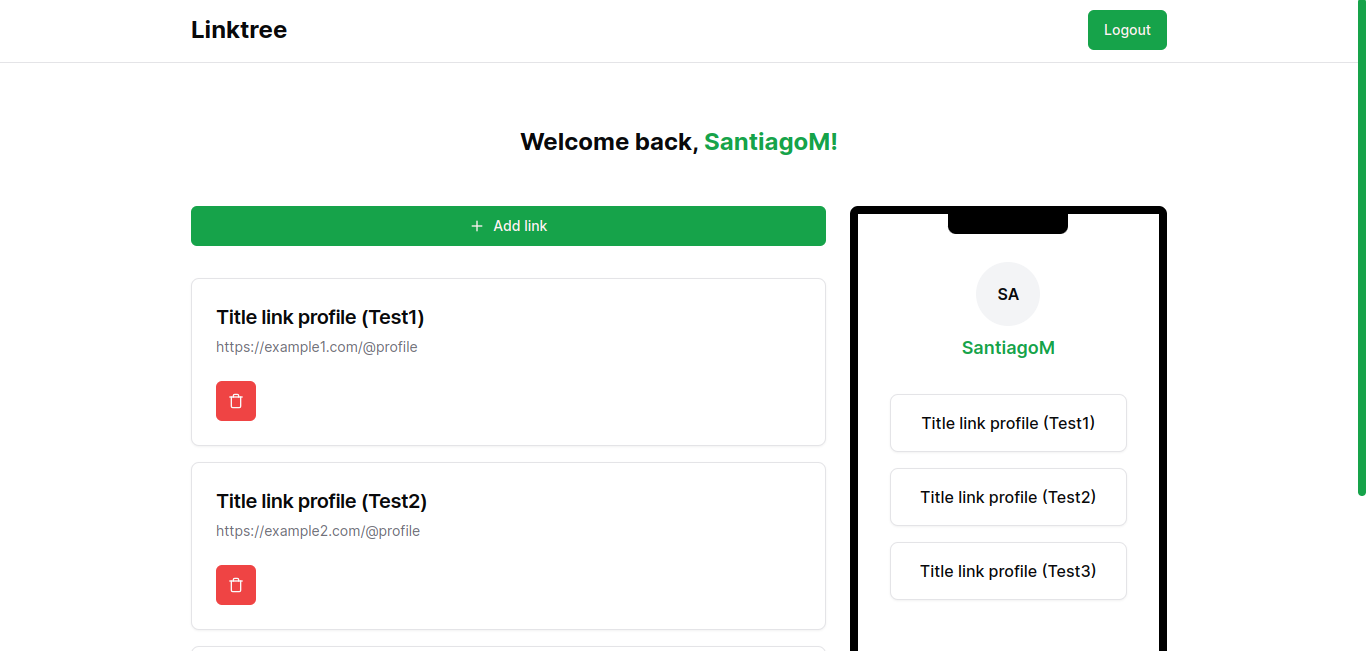 Linktree
Logout
Welcome back, SantiagoM!
Add link
Title link profile (Test1)
https://example1.com/@profile
Title link profile (Test2)
https://example2.com/@profile
SA
SantiagoM
Title link profile (Test1)
Title link profile (Test2)
Title link profile (Test3)